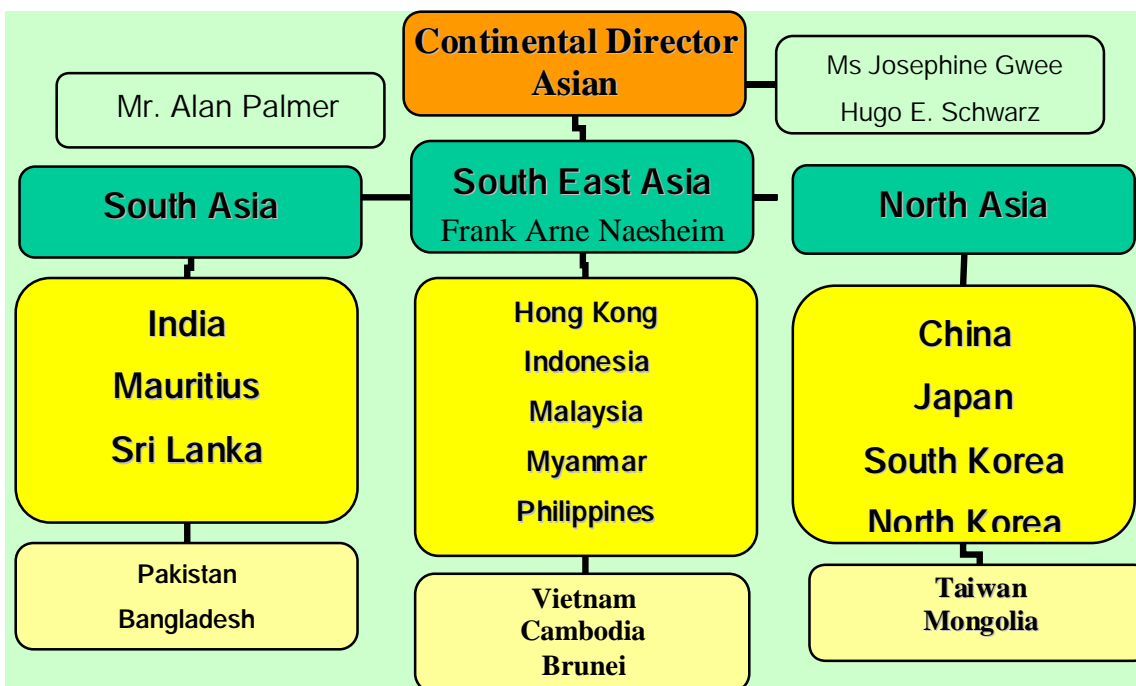 Continental Director
Asian
Ms Josephine Gwee
Hugo E. Schwarz
Mr. Alan Palmer
South Asia
South East Asia
Frank Arne Naesheim
North Asia
India
Mauritius
Sri Lanka
Hong Kong
Indonesia
Malaysia
Myanmar
Philippines
China
Japan
South Korea
North Korea
Pakistan
Bangladesh
Vietnam
Cambodia
Brunei
Taiwan
Mongolia